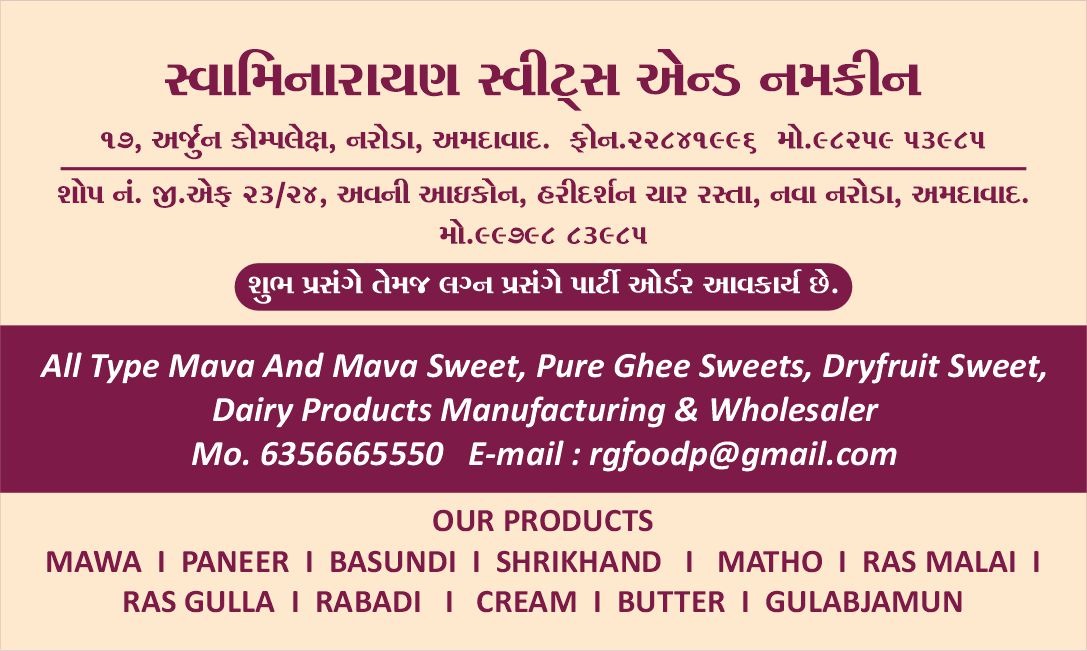 સ્વામિનારાયણ સ્વીટ્સ એન્ડ નમકીન
૧૭, અર્જુન કોમ્પલેક્ષ, નરોડા, અમદાવાદ. ફોન.૨૨૮૪૧૯૯૬ મો.૯૮૨૫૯ ૫૩૯૮૫
શોપ નં. જી.એફ ૨૩/૨૪, અવની આઇકોન, હરીદર્શન ચાર રસ્તા, નવા નરોડા, અમદાવાદ.
મો.૯૯૭૯૮ ૮૩૯૮૫
શુભ પ્રસંગે તેમજ લગ્ન પ્રસંગે પાર્ટી ઓર્ડર આવકાર્ય છે.
All Type Mava And Mava Sweet, Pure Ghee Sweets, Dryfruit Sweet,
Dairy Products Manufacturing & Wholesaler
Mo. 6356665550 E-mail : rgfoodp@gmail.com
OUR PRODUCTS
MAWA I PANEER I BASUNDI I SHRIKHAND I MATHO I RAS MALAI I
RAS GULLA I RABADI I CREAM I BUTTER I GULABJAMUN